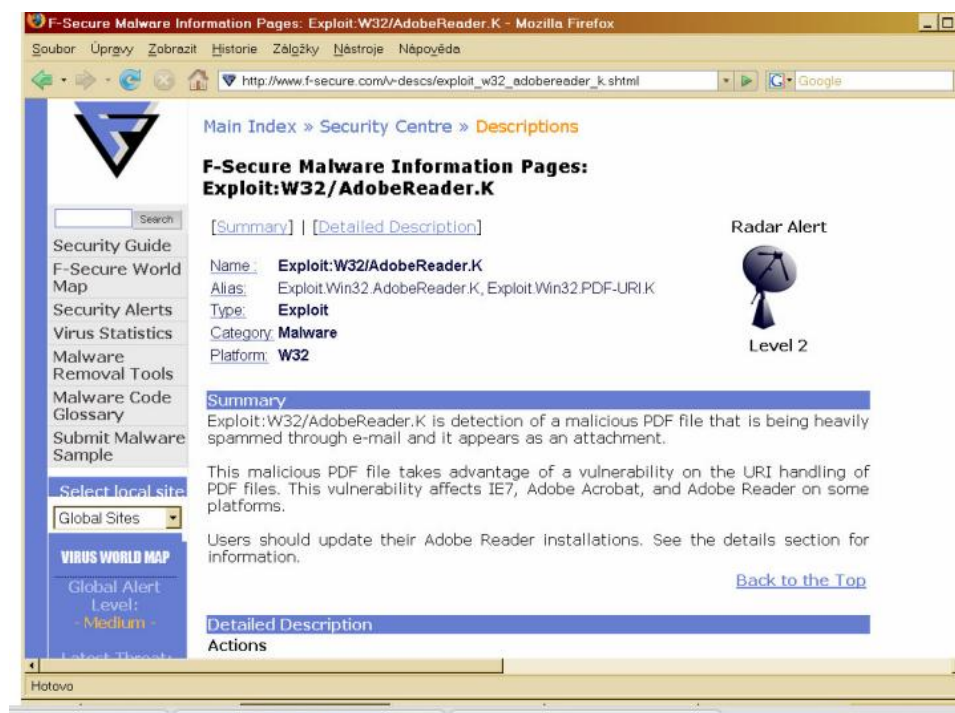 F-Secure Malware Information Pages: Exploit:W32/AdobeReader.K - Mozilla Firefox
Soubor Úpravy Zobrazit Historie Záložky Nástroje Nápověda
http://www.f-secure.com/v-descs/exploit_w32_adobereader_k.shtml
G Google
Main Index » Security Centre » Descriptions
F-Secure Malware Information Pages:
Exploit:W32/AdobeReader.K
Search
Security Guide
F-Secure World
Map
Security Alerts
Virus Statistics
Malware
Removal Tools
Malware Code
Glossary
Submit Malware
Sample
Select local site
Global Sites
VIRUS WORLD MAP
Global Alert
Level:
- Medium -
Latest Threat:
[Summary] | [Detailed Description]
Radar Alert
Level 2
Name : Exploit:W32/AdobeReader.K
Alias: Exploit.Win32.AdobeReader.K, Exploit.Win32.PDF-URI.K
Type: Exploit
Category: Malware
Platform: W32
Summary
Exploit:W32/AdobeReader.K is detection of a malicious PDF file that is being heavily
spammed through e-mail and it appears as an attachment.
This malicious PDF file takes advantage of a vulnerability on the URI handling of
PDF files. This vulnerability affects IE7, Adobe Acrobat, and Adobe Reader on some
platforms.
Users should update their Adobe Reader installations. See the details section for
information.
Back to the Top
Detailed Description
Actions
Hotovo